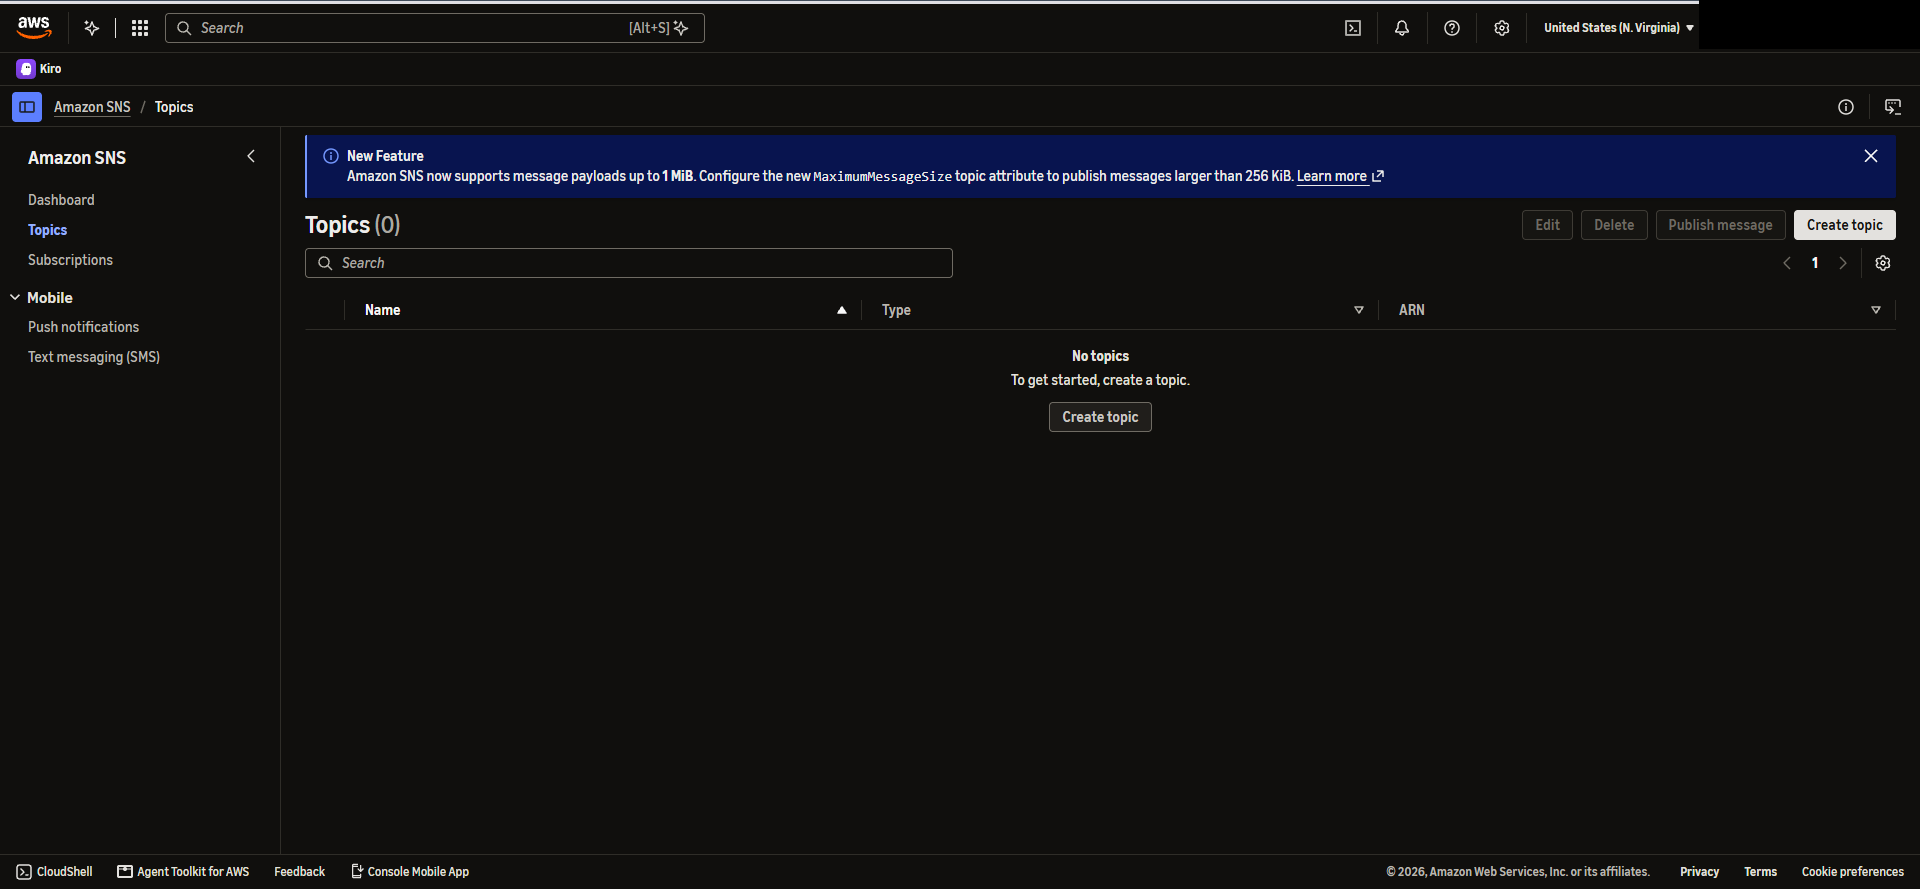 aws
Search [Alt+S]
United States (N. Virginia)
Kiro
Amazon SNS / Topics
Amazon SNS
Dashboard
Topics
Subscriptions
Mobile
Push notifications
Text messaging (SMS)
New Feature
Amazon SNS now supports message payloads up to 1 MiB. Configure the new MaximumMessageSize topic attribute to publish messages larger than 256 KiB. Learn more
Topics (0)
Edit Delete Publish message Create topic
Search
1
Name Type ARN
No topics
To get started, create a topic.
Create topic
CloudShell Agent Toolkit for AWS Feedback Console Mobile App © 2026, Amazon Web Services, Inc. or its affiliates. Privacy Terms Cookie preferences